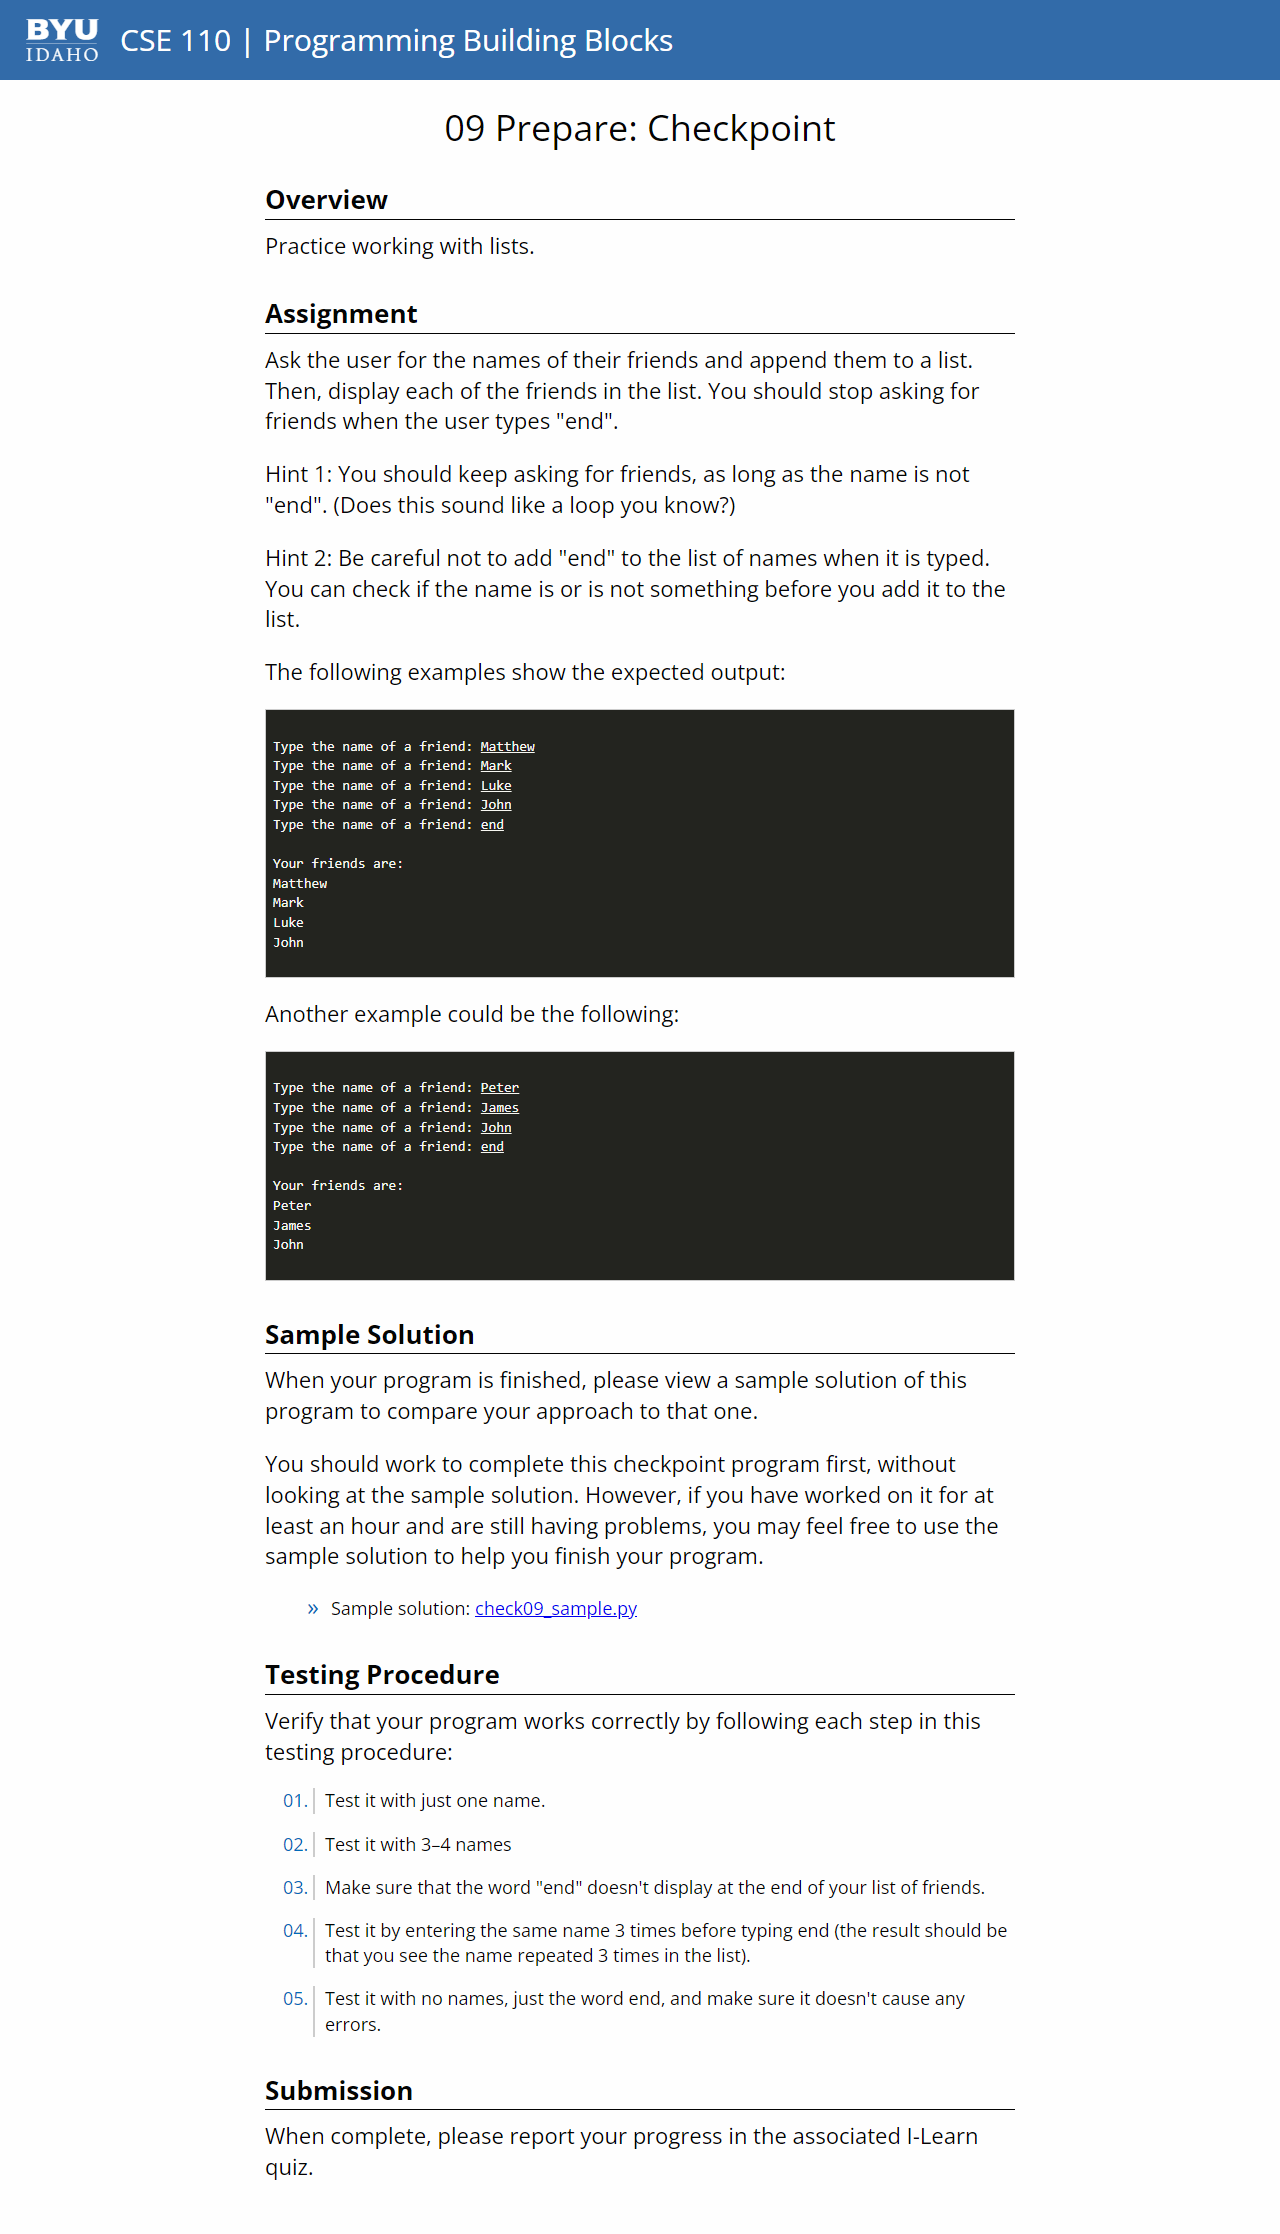 BYU
IDAHO
CSE 110 | Programming Building Blocks
09 Prepare: Checkpoint
Overview
Practice working with lists.
Assignment
Ask the user for the names of their friends and append them to a list.
Then, display each of the friends in the list. You should stop asking for
friends when the user types "end".
Hint 1: You should keep asking for friends, as long as the name is not
"end". (Does this sound like a loop you know?)
Hint 2: Be careful not to add "end" to the list of names when it is typed.
You can check if the name is or is not something before you add it to the
list.
The following examples show the expected output:
Type the name of a friend: Matthew
Type the name of a friend: Mark
Type the name of a friend: Luke
Type the name of a friend: John
Type the name of a friend: end
Your friends are:
Matthew
Mark
Luke
John
Another example could be the following:
Type the name of a friend: Peter
Type the name of a friend: James
Type the name of a friend: John
Type the name of a friend: end
Your friends are:
Peter
James
John
Sample Solution
When your program is finished, please view a sample solution of this
program to compare your approach to that one.
You should work to complete this checkpoint program first, without
looking at the sample solution. However, if you have worked on it for at
least an hour and are still having problems, you may feel free to use the
sample solution to help you finish your program.
» Sample solution: check09_sample.py
Testing Procedure
Verify that your program works correctly by following each step in this
testing procedure:
01. Test it with just one name.
02. Test it with 3–4 names
03. Make sure that the word "end" doesn't display at the end of your list of friends.
04. Test it by entering the same name 3 times before typing end (the result should be
that you see the name repeated 3 times in the list).
05. Test it with no names, just the word end, and make sure it doesn't cause any
errors.
Submission
When complete, please report your progress in the associated I-Learn
quiz.